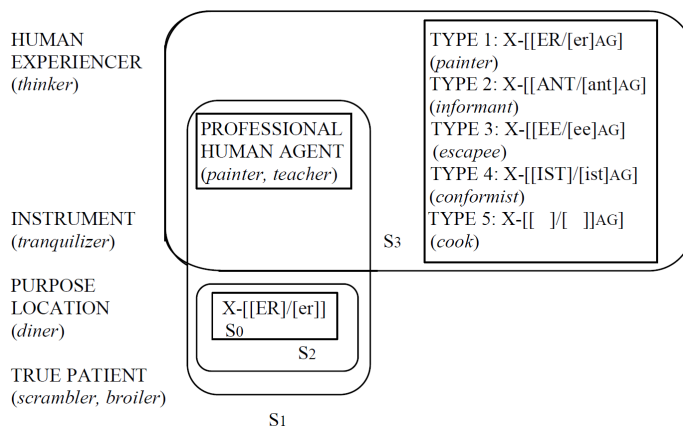 HUMAN
EXPERIENCER
(thinker)
TYPE 1: X-[[ER/[er]AG]
(painter)
TYPE 2: X-[[ANT/[ant]AG]
(informant)
TYPE 3: X-[[EE/[ee]AG]
(escapee)
TYPE 4: X-[[IST]/[ist]AG]
(conformist)
TYPE 5: X-[[ ]/[ ]]AG]
(cook)
PROFESSIONAL
HUMAN AGENT
(painter, teacher)
INSTRUMENT
(tranquilizer)
S3
PURPOSE
LOCATION
(diner)
X-[[ER]/[er]]
S0
S2
TRUE PATIENT
(scrambler, broiler)
S1